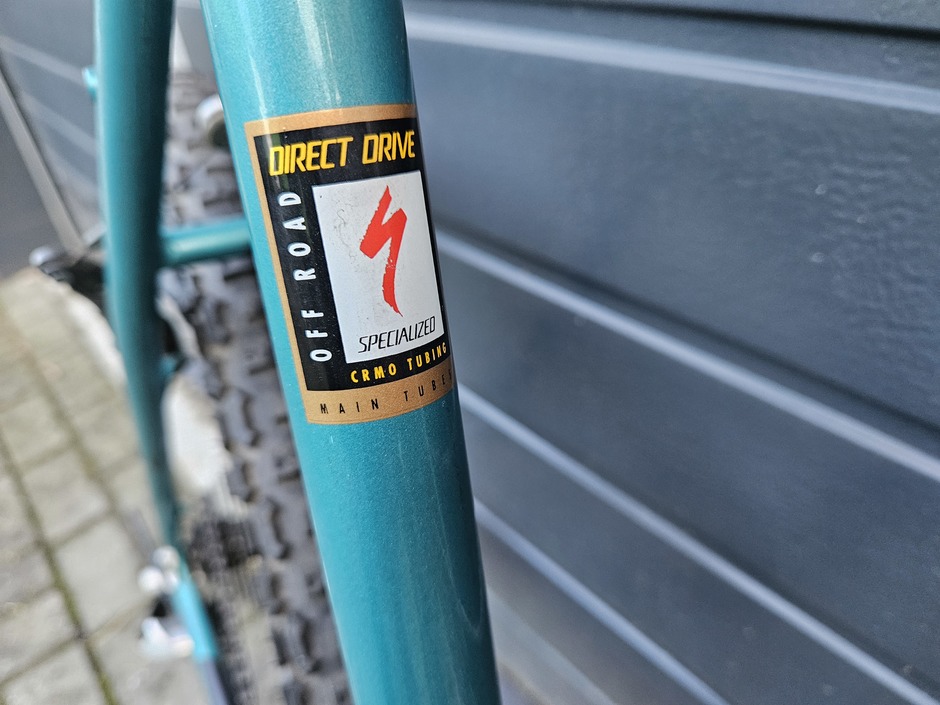 DIRECT DRIVE
OFF ROAD
SPECIALIZED
CRMO TUBING
MAIN TUBES